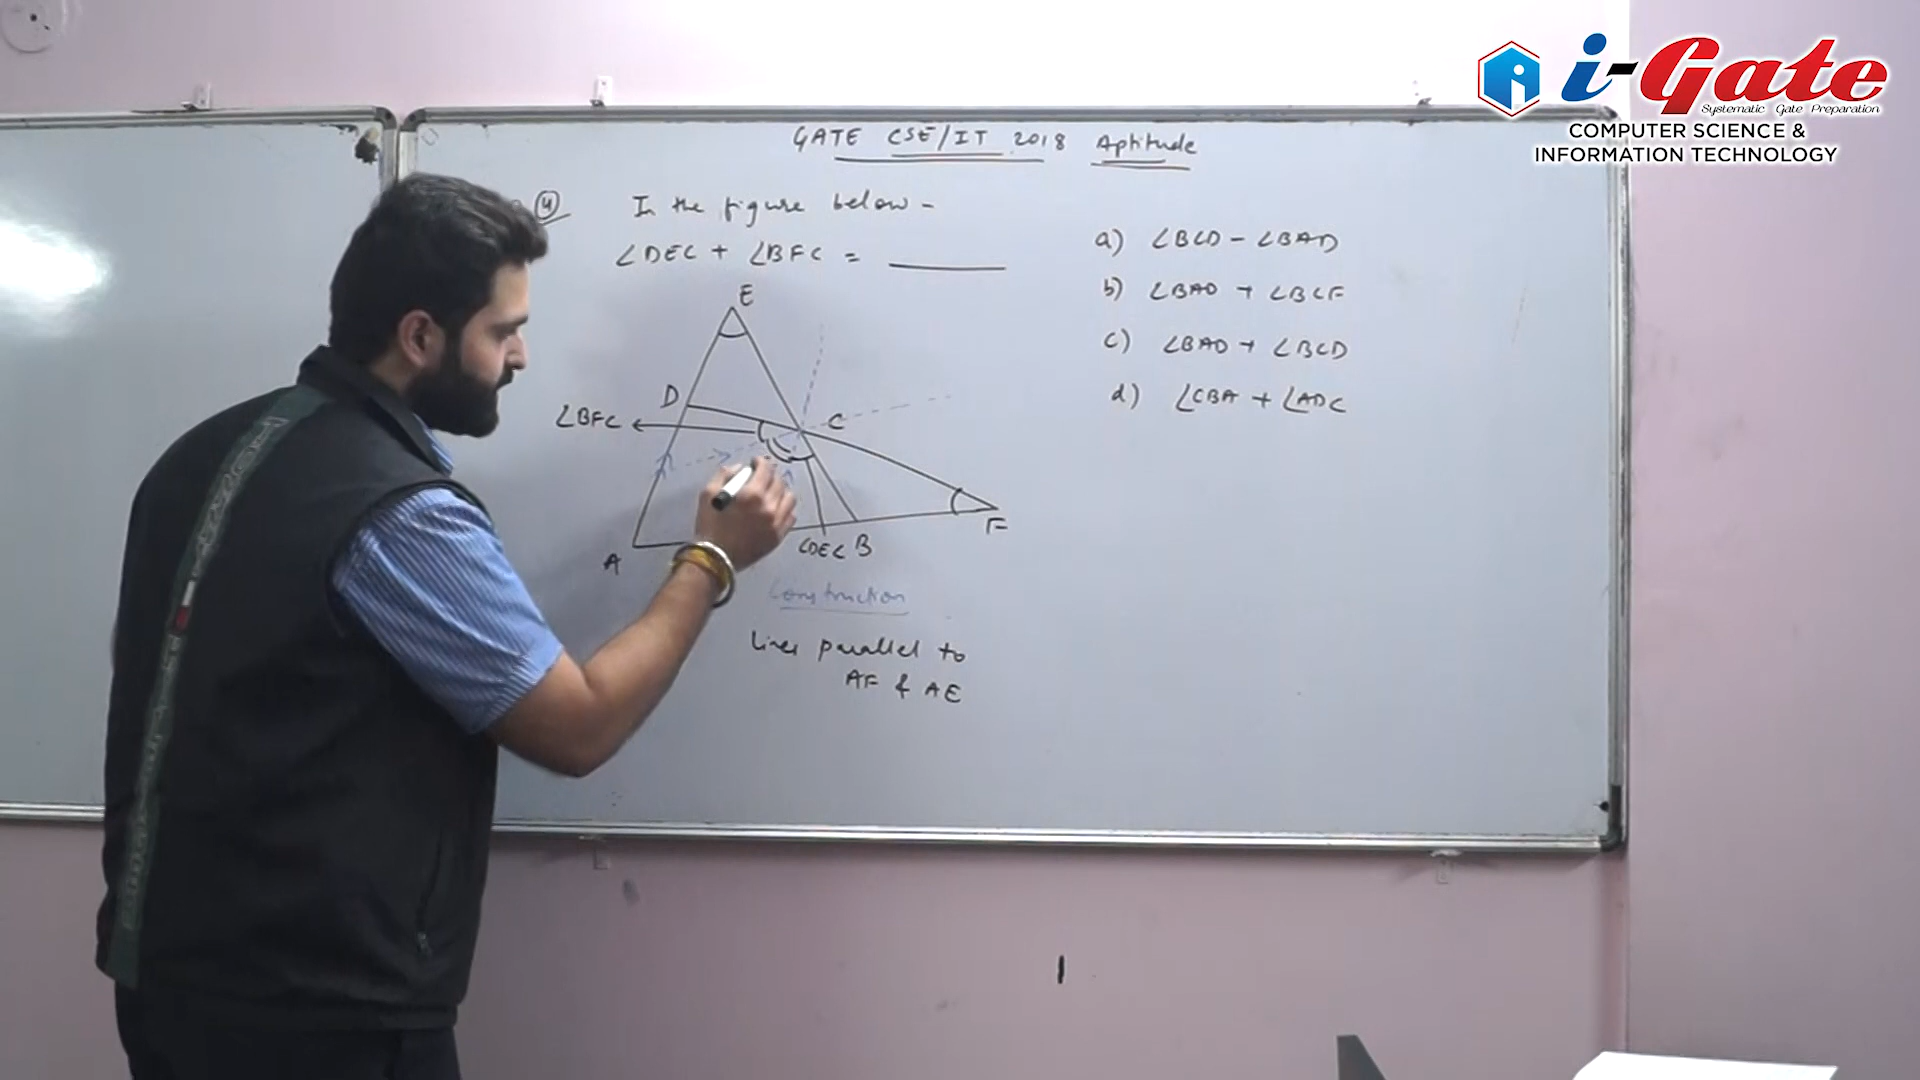 i-Gate
Systematic Gate Preparation
COMPUTER SCIENCE &
INFORMATION TECHNOLOGY
GATE CSE/IT 2018 Aptitude
4 In the figure below -
∠DEC + ∠BFC = ______
a) ∠BCD - ∠BAD
b) ∠BAD + ∠BCF
c) ∠BAD + ∠BCD
d) ∠CBA + ∠ADC
E
D
∠BFC
C
F
A
∠DEC B
Construction
Lines parallel to
AF & AE